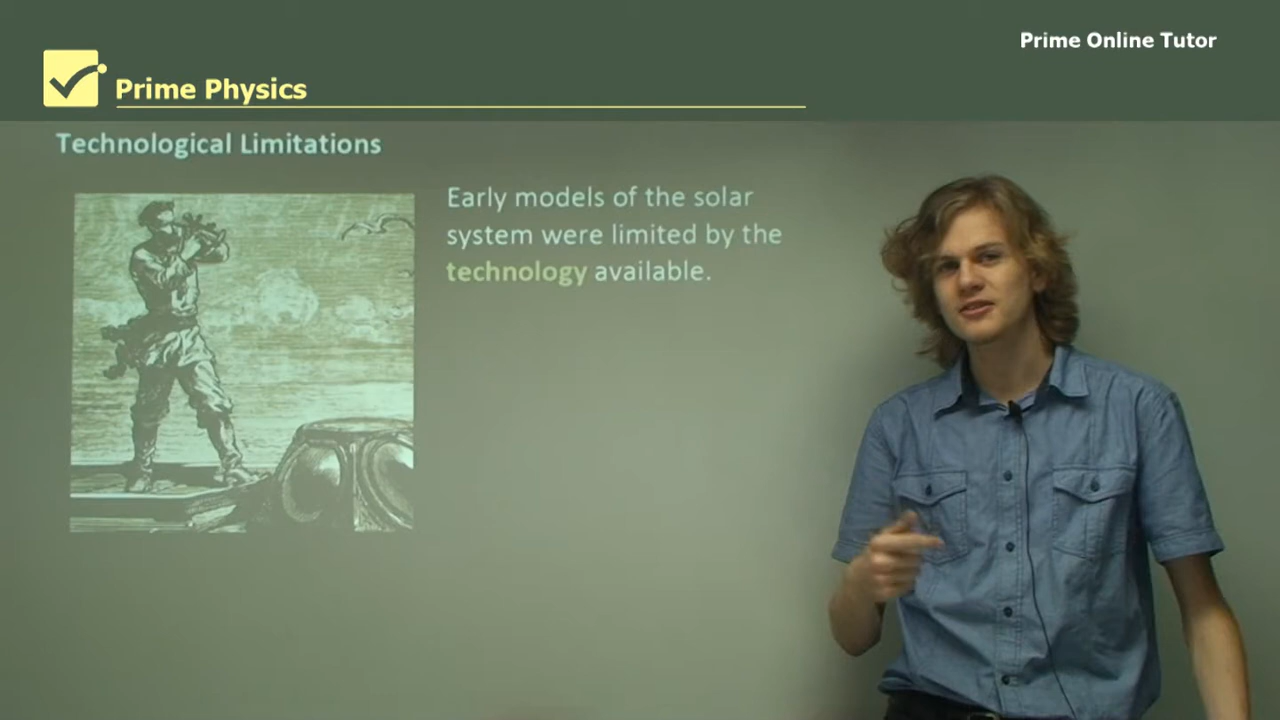 Prime Online Tutor
Prime Physics
Technological Limitations
Early models of the solar
system were limited by the
technology available.